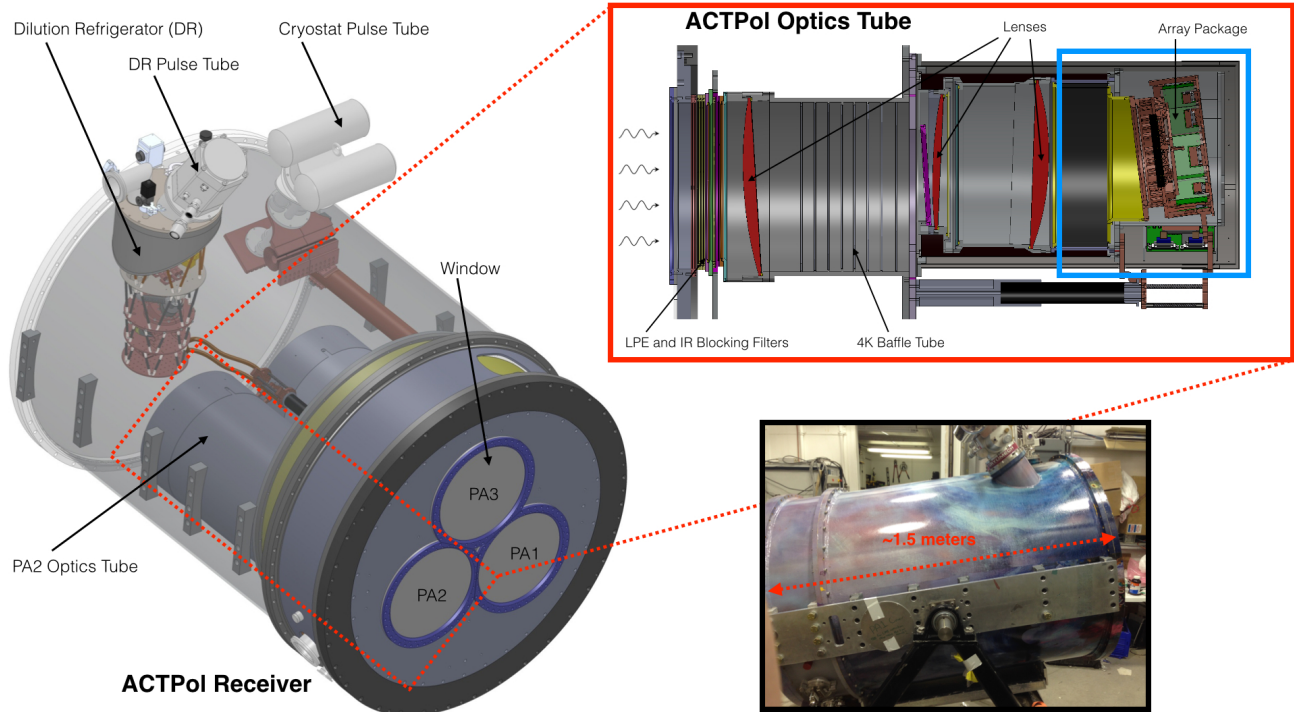 Dilution Refrigerator (DR)
Cryostat Pulse Tube
DR Pulse Tube
Window
PA3
PA1
PA2
PA2 Optics Tube
ACTPol Receiver
ACTPol Optics Tube
Lenses
Array Package
LPE and IR Blocking Filters
4K Baffle Tube
~1.5 meters